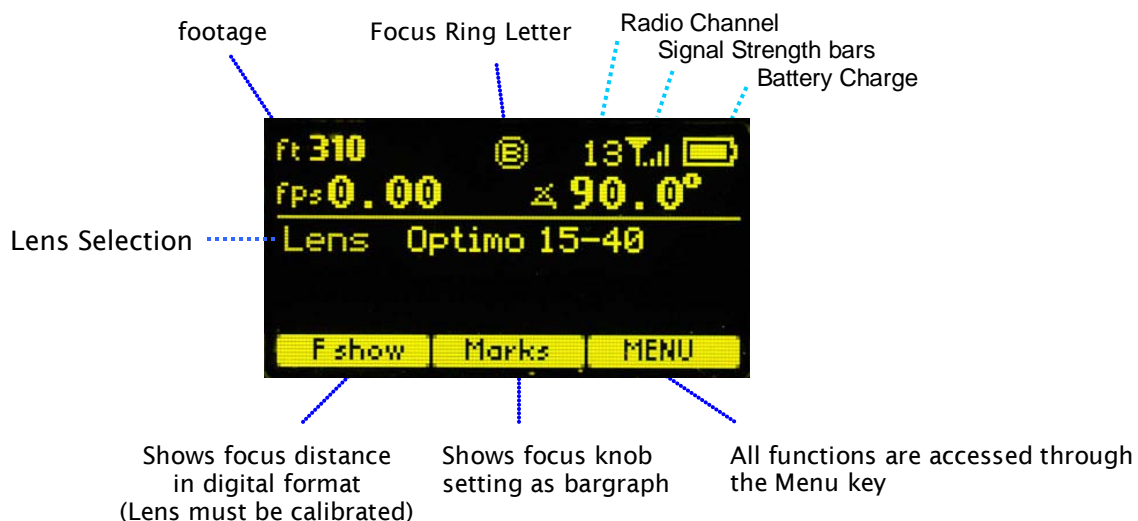 Radio Channel
footage
Focus Ring Letter
Signal Strength bars
Battery Charge
ft 310 B 13
fps 0.00 90.0°
Lens Selection
Lens Optimo 15-40
F show Marks MENU
Shows focus distance
in digital format
(Lens must be calibrated)
Shows focus knob
setting as bargraph
All functions are accessed through
the Menu key